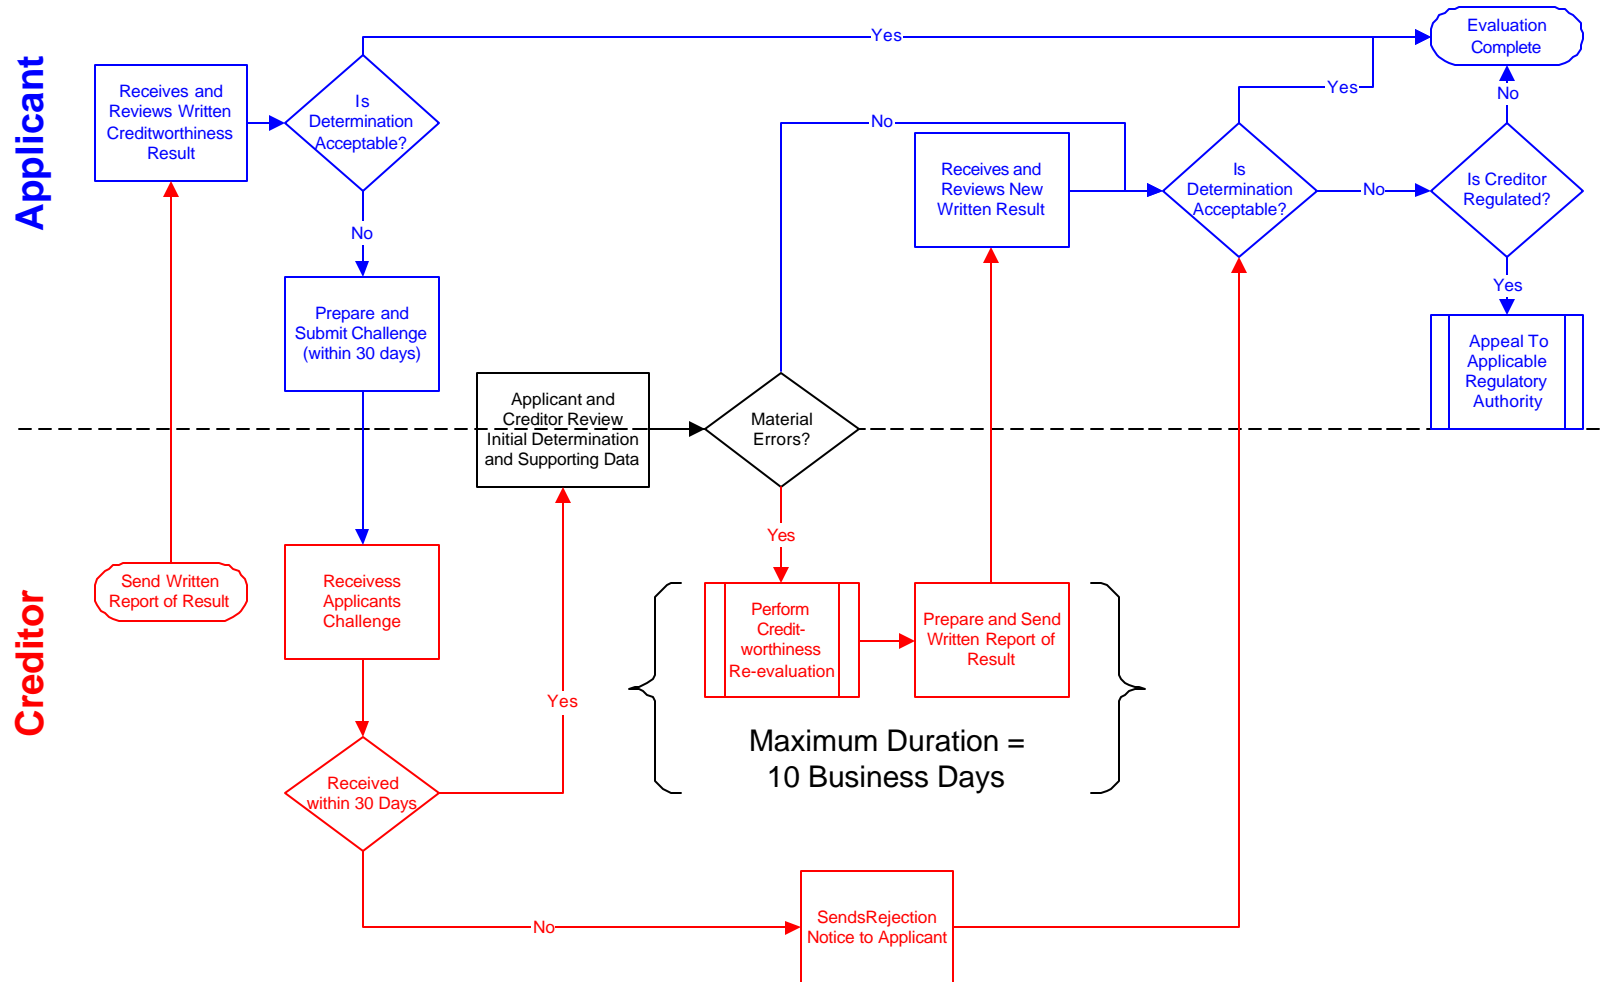 Applicant
Receives and
Reviews Written
Creditworthiness
Result
Is
Determination
Acceptable?
Yes
No
Prepare and
Submit Challenge
(within 30 days)
Applicant and
Creditor Review
Initial Determination
and Supporting Data
Material
Errors?
No
Receives and
Reviews New
Written Result
Is
Determination
Acceptable?
Yes
No
Evaluation
Complete
No
Is Creditor
Regulated?
Yes
Appeal To
Applicable
Regulatory
Authority
Creditor
Send Written
Report of Result
Receivess
Applicants
Challenge
Received
within 30 Days
Yes
No
Yes
Perform
Credit-
worthiness
Re-evaluation
Prepare and Send
Written Report of
Result
Maximum Duration =
10 Business Days
SendsRejection
Notice to Applicant